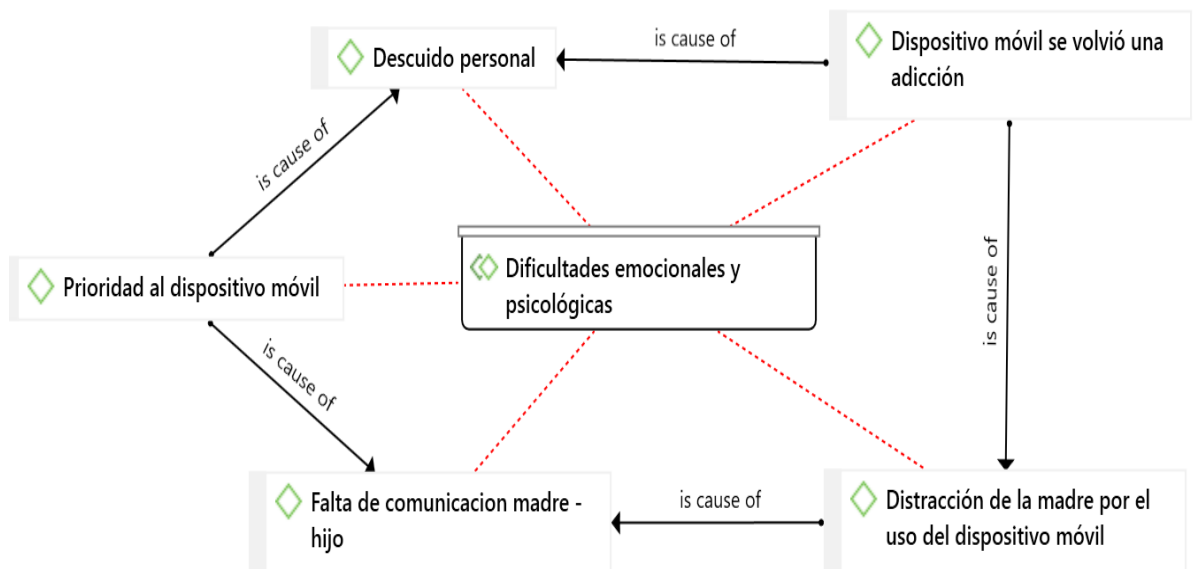 is cause of
Descuido personal
Dispositivo móvil se volvió una
adicción
is cause of
Prioridad al dispositivo móvil
Dificultades emocionales y
psicológicas
is cause of
is cause of
Falta de comunicacion madre -
hijo
is cause of
Distracción de la madre por el
uso del dispositivo móvil